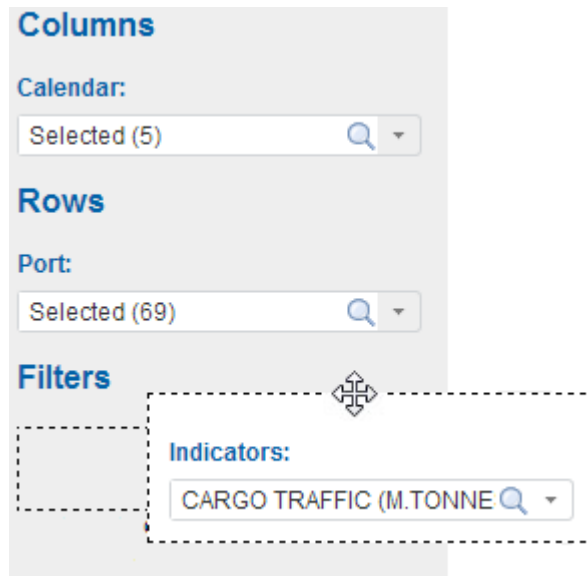 Columns
Calendar:
Selected (5)
Rows
Port:
Selected (69)
Filters
Indicators:
CARGO TRAFFIC (M.TONNE